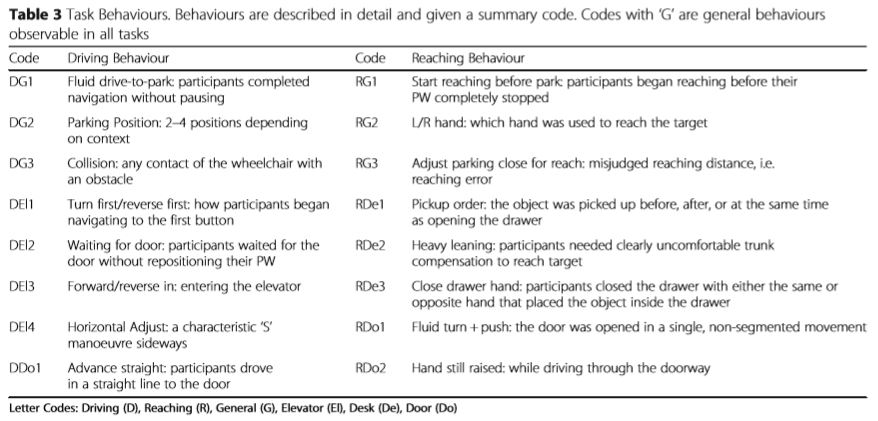 Table 3 Task Behaviours. Behaviours are described in detail and given a summary code. Codes with 'G' are general behaviours
observable in all tasks
Code Driving Behaviour Code Reaching Behaviour
DG1 Fluid drive-to-park: participants completed RG1 Start reaching before park: participants began reaching before their
navigation without pausing PW completely stopped
DG2 Parking Position: 2–4 positions depending RG2 L/R hand: which hand was used to reach the target
on context
DG3 Collision: any contact of the wheelchair with RG3 Adjust parking close for reach: misjudged reaching distance, i.e.
an obstacle reaching error
DEl1 Turn first/reverse first: how participants began RDe1 Pickup order: the object was picked up before, after, or at the same time
navigating to the first button as opening the drawer
DEl2 Waiting for door: participants waited for the RDe2 Heavy leaning: participants needed clearly uncomfortable trunk
door without repositioning their PW compensation to reach target
DEl3 Forward/reverse in: entering the elevator RDe3 Close drawer hand: participants closed the drawer with either the same or
opposite hand that placed the object inside the drawer
DEl4 Horizontal Adjust: a characteristic 'S' RDo1 Fluid turn + push: the door was opened in a single, non-segmented movement
manoeuvre sideways
DDo1 Advance straight: participants drove RDo2 Hand still raised: while driving through the doorway
in a straight line to the door
Letter Codes: Driving (D), Reaching (R), General (G), Elevator (El), Desk (De), Door (Do)